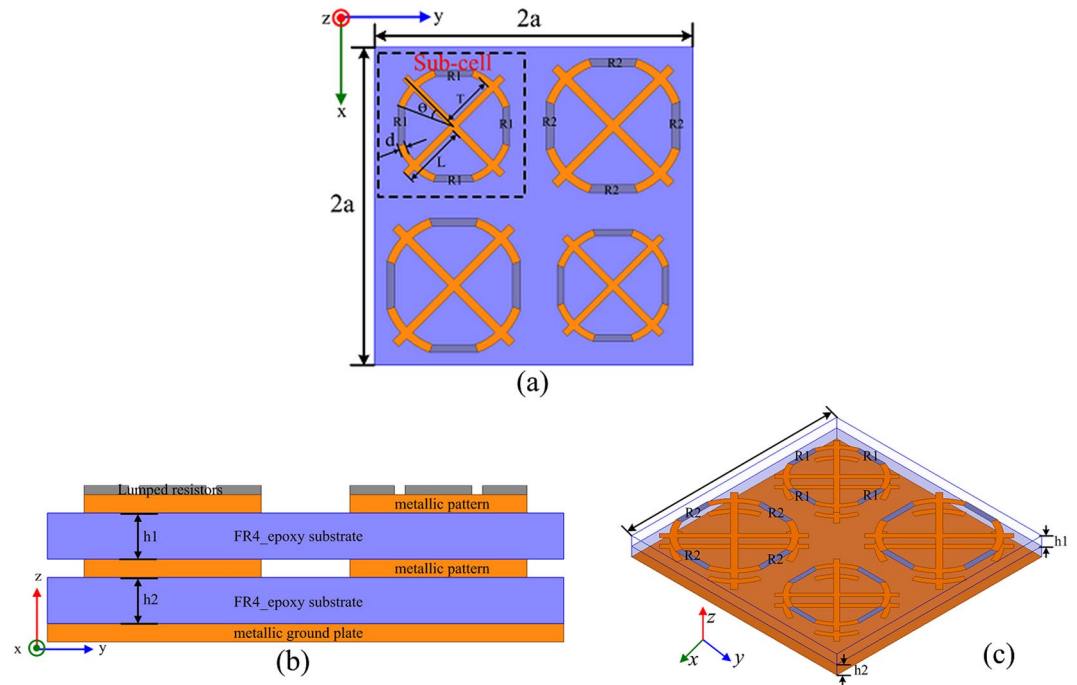 z
y
x
2a
2a
Sub-cell
R1
R1
R1
R1
θ
T
d
L
R2
R2
R2
R2
(a)
Lumped resistors
metallic pattern
h1
FR4_epoxy substrate
metallic pattern
h2
FR4_epoxy substrate
metallic ground plate
z
x
y
(b)
R1
R1
R1
R1
R2
R2
R2
R2
h1
h2
z
x
y
(c)